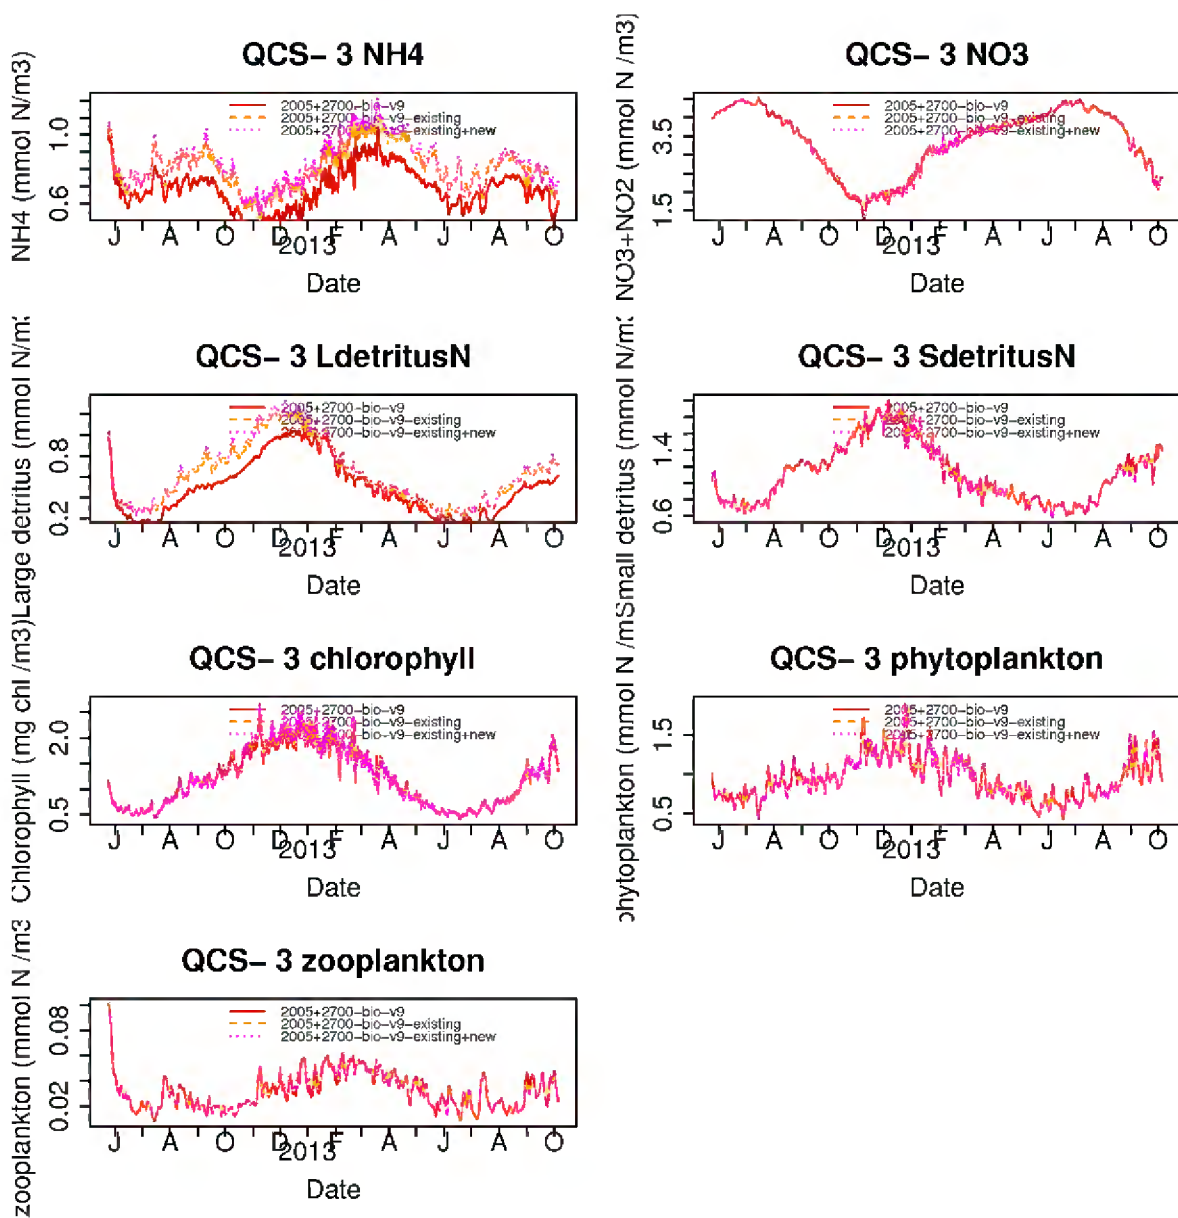 QCS– 3 NH4
NH4 (mmol N/m3)
2005+2700–bio–v9
2005+2700–bio–v9–existing
2005+2700–bio–v9–existing+new
0.6 1.0
J A O D F A J A O
2013
Date
QCS– 3 NO3
NO3+NO2 (mmol N /m3)
2005+2700–bio–v9
2005+2700–bio–v9–existing
2005+2700–bio–v9–existing+new
1.5 3.5
J A O D F A J A O
2013
Date
QCS– 3 LdetritusN
Large detritus (mmol N/m3
2005+2700–bio–v9
2005+2700–bio–v9–existing
2005+2700–bio–v9–existing+new
0.2 0.8
J A O D F A J A O
2013
Date
QCS– 3 SdetritusN
Small detritus (mmol N/m3
2005+2700–bio–v9
2005+2700–bio–v9–existing
2005+2700–bio–v9–existing+new
0.6 1.4
J A O D F A J A O
2013
Date
QCS– 3 chlorophyll
Chlorophyll (mg chl /m3)
2005+2700–bio–v9
2005+2700–bio–v9–existing
2005+2700–bio–v9–existing+new
0.5 2.0
J A O D F A J A O
2013
Date
QCS– 3 phytoplankton
phytoplankton (mmol N /m
2005+2700–bio–v9
2005+2700–bio–v9–existing
2005+2700–bio–v9–existing+new
0.5 1.5
J A O D F A J A O
2013
Date
QCS– 3 zooplankton
zooplankton (mmol N /m3
2005+2700–bio–v9
2005+2700–bio–v9–existing
2005+2700–bio–v9–existing+new
0.02 0.08
J A O D F A J A O
2013
Date